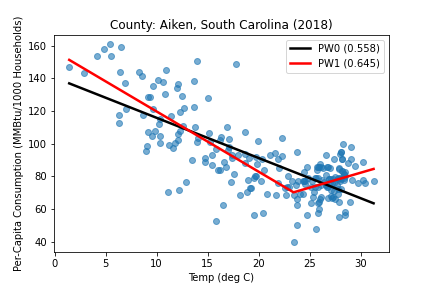 County: Aiken, South Carolina (2018)
Per-Capita Consumption (MMBtu/1000 Households)
160
140
120
100
80
60
40
PW0 (0.558)
PW1 (0.645)
0 5 10 15 20 25 30
Temp (deg C)